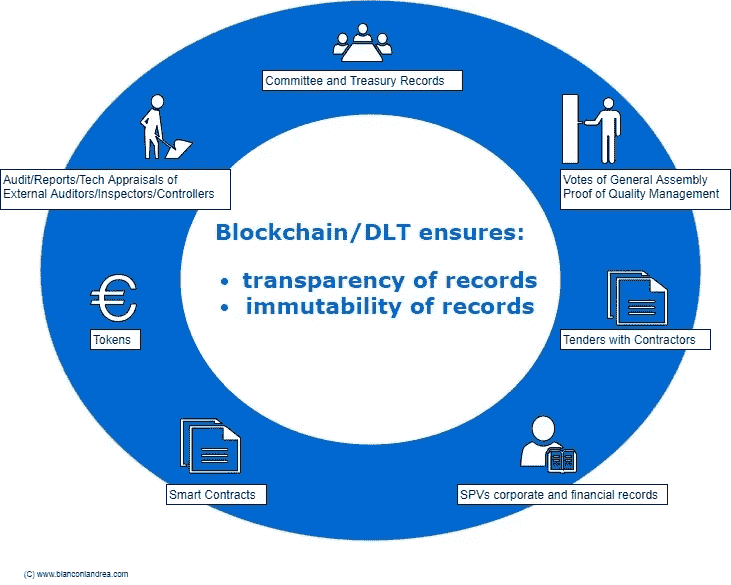 Committee and Treasury Records
Audit/Reports/Tech Appraisals of
External Auditors/Inspectors/Controllers
Votes of General Assembly
Proof of Quality Management
Blockchain/DLT ensures:
• transparency of records
• immutability of records
Tokens
Tenders with Contractors
Smart Contracts
SPVs corporate and financial records
(C) www.bianconiandrea.com